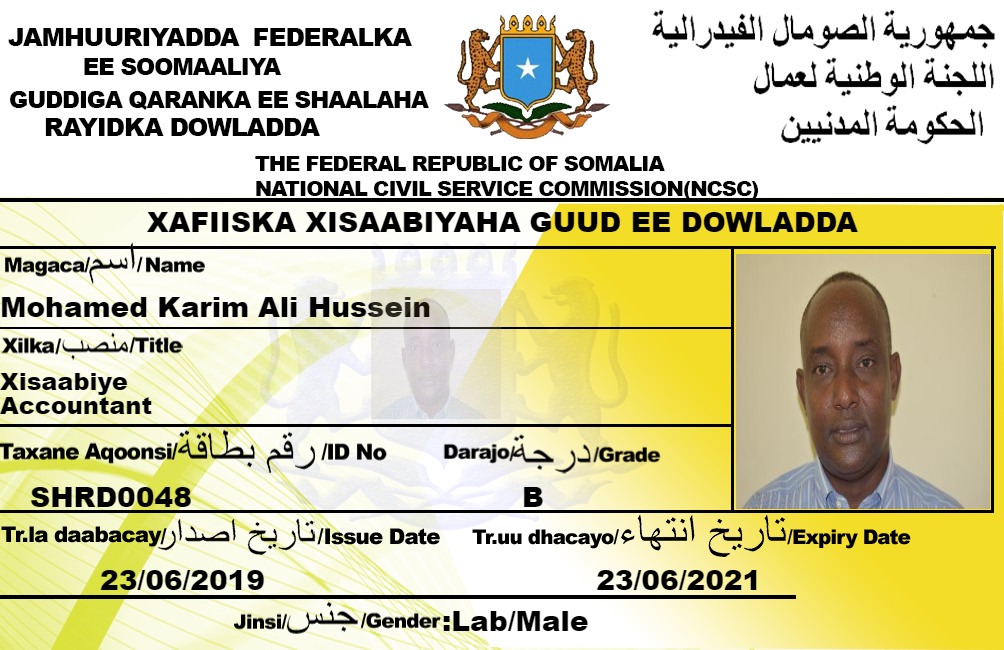 JAMHUURIYADDA FEDERALKA
EE SOOMAALIYA
GUDDIGA QARANKA EE SHAALAHA
RAYIDKA DOWLADDA
جمهورية الصومال الفيدرالية
اللجنة الوطنية لعمال
الحكومة المدنيين
THE FEDERAL REPUBLIC OF SOMALIA
NATIONAL CIVIL SERVICE COMMISSION(NCSC)
XAFIISKA XISAABIYAHA GUUD EE DOWLADDA
Magaca/اسم/Name
Mohamed Karim Ali Hussein
Xilka/منصب/Title
Xisaabiye
Accountant
Taxane Aqoonsi/رقم بطاقة/ID No
Darajo/درجة/Grade
SHRD0048
B
Tr.la daabacay/تاريخ اصدار/Issue Date
Tr.uu dhacayo/تاريخ انتهاء/Expiry Date
23/06/2019
23/06/2021
Jinsi/جنس/Gender:Lab/Male